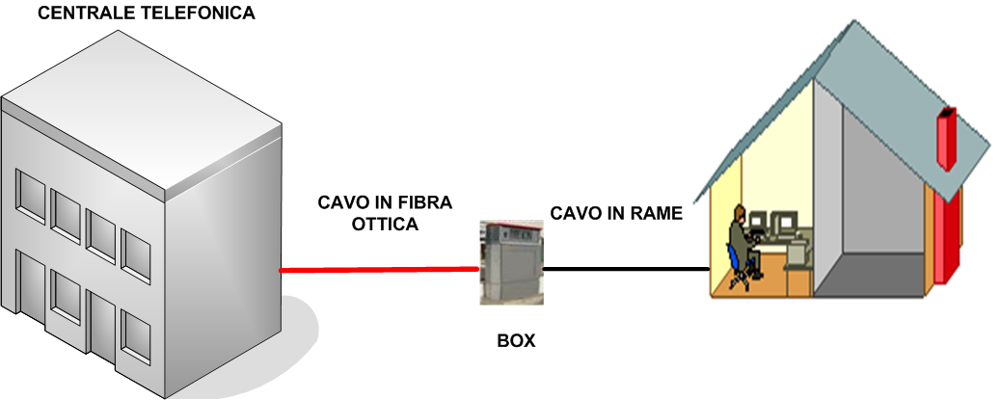 CENTRALE TELEFONICA
CAVO IN FIBRA
OTTICA
CAVO IN RAME
BOX